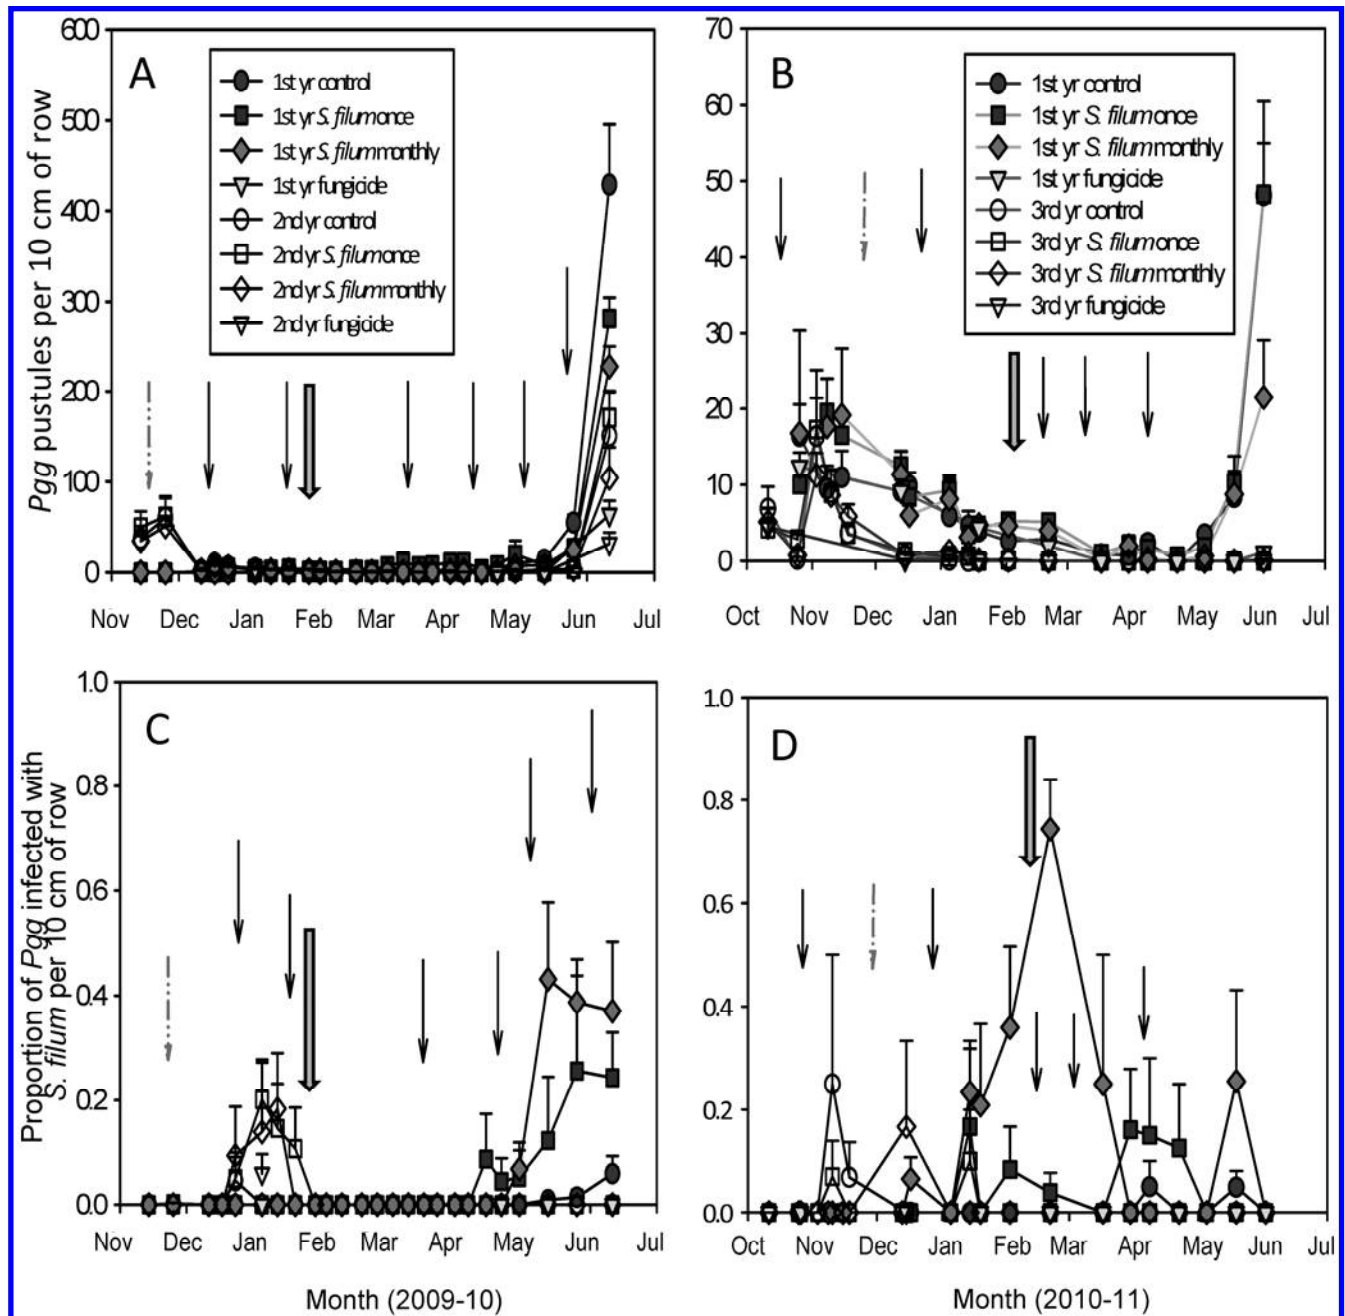 A
600
500
400
300
200
100
0
Pgg pustules per 10 cm of row
1st yr control
1st yr S. filum once
1st yr S. filum monthly
1st yr fungicide
2nd yr control
2nd yr S. filum once
2nd yr S. filum monthly
2nd yr fungicide
Nov Dec Jan Feb Mar Apr May Jun Jul
B
70
60
50
40
30
20
10
0
1st yr control
1st yr S. filum once
1st yr S. filum monthly
1st yr fungicide
3rd yr control
3rd yr S. filum once
3rd yr S. filum monthly
3rd yr fungicide
Oct Nov Dec Jan Feb Mar Apr May Jun Jul
C
1.0
0.8
0.6
0.4
0.2
0.0
Proportion of Pgg infected with
S. filum per 10 cm of row
Nov Dec Jan Feb Mar Apr May Jun Jul
Month (2009-10)
D
1.0
0.8
0.6
0.4
0.2
0.0
Oct Nov Dec Jan Feb Mar Apr May Jun Jul
Month (2010-11)